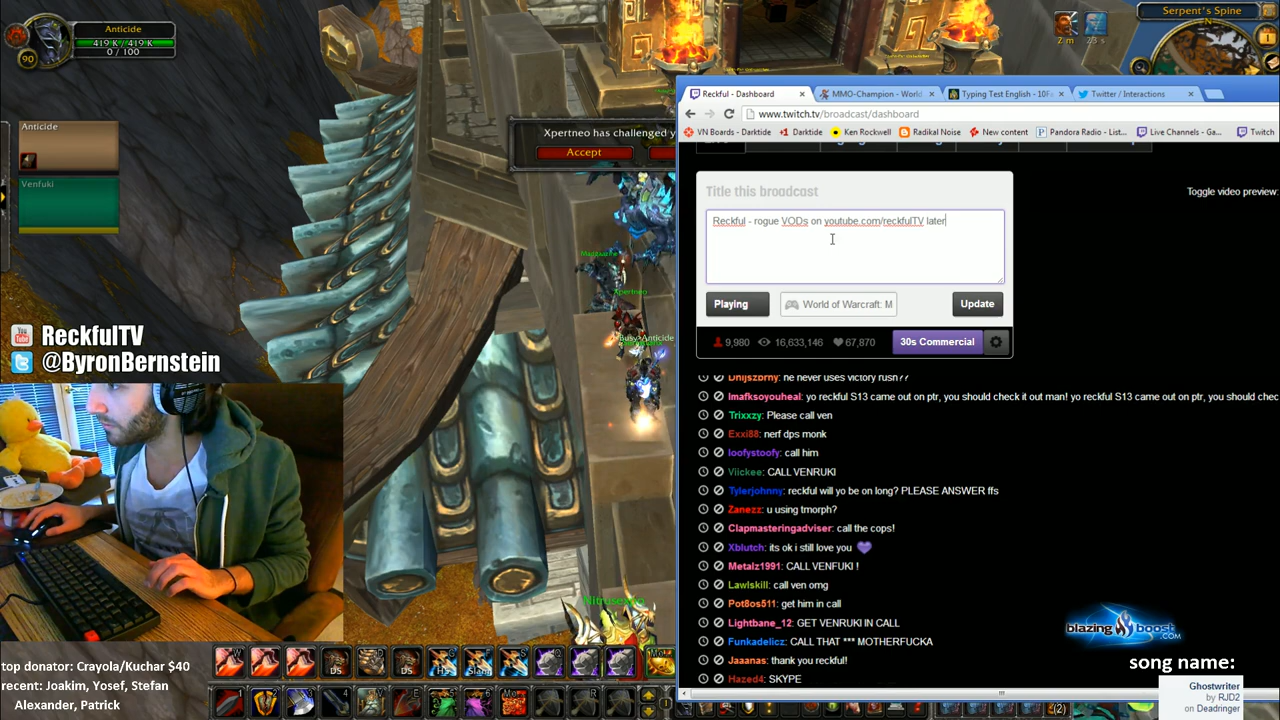 Anticide
419 K / 419 K
0 / 100
90
Serpent's Spine
N
2 m
23 s
Anticide
Venfuki
Xpertneo has challenged y
Accept
Reckful - Dashboard
MMO-Champion - World
Typing Test English - 10Fa
Twitter / Interactions
www.twitch.tv/broadcast/dashboard
VN Boards - Darktide
+1 Darktide
Ken Rockwell
Radikal Noise
New content
Pandora Radio - List...
Live Channels - Ga...
Twitch
Title this broadcast
Toggle video preview:
Reckful - rogue VODs on youtube.com/reckfulTV later
Playing
World of Warcraft: M
Update
9,980
16,633,146
67,870
30s Commercial
Xpertneo
Busy Anticide
ReckfulTV
@ByronBernstein
Dhijszbrny: he never uses victory rush??
Imafksoyouheal: yo reckful S13 came out on ptr, you should check it out man! yo reckful S13 came out on ptr, you should chec
Trixxzy: Please call ven
Exxi88: nerf dps monk
loofystoofy: call him
Viickee: CALL VENRUKI
Tylerjohnny: reckful will yo be on long? PLEASE ANSWER ffs
Zanezz: u using tmorph?
Clapmasteringadviser: call the cops!
Xblutch: its ok i still love you
Metalz1991: CALL VENFUKI !
Lawlskill: call ven omg
Pot8os511: get him in call
Lightbane_12: GET VENRUKI IN CALL
Funkadelicz: CALL THAT *** MOTHERFUCKA
Jaaanas: thank you reckful!
Hazed4: SKYPE
blazing boost
.COM
song name:
Ghostwriter
by RJD2
on Deadringer
top donator: Crayola/Kuchar $40
recent: Joakim, Yosef, Stefan
Alexander, Patrick
DS
DS
(2)